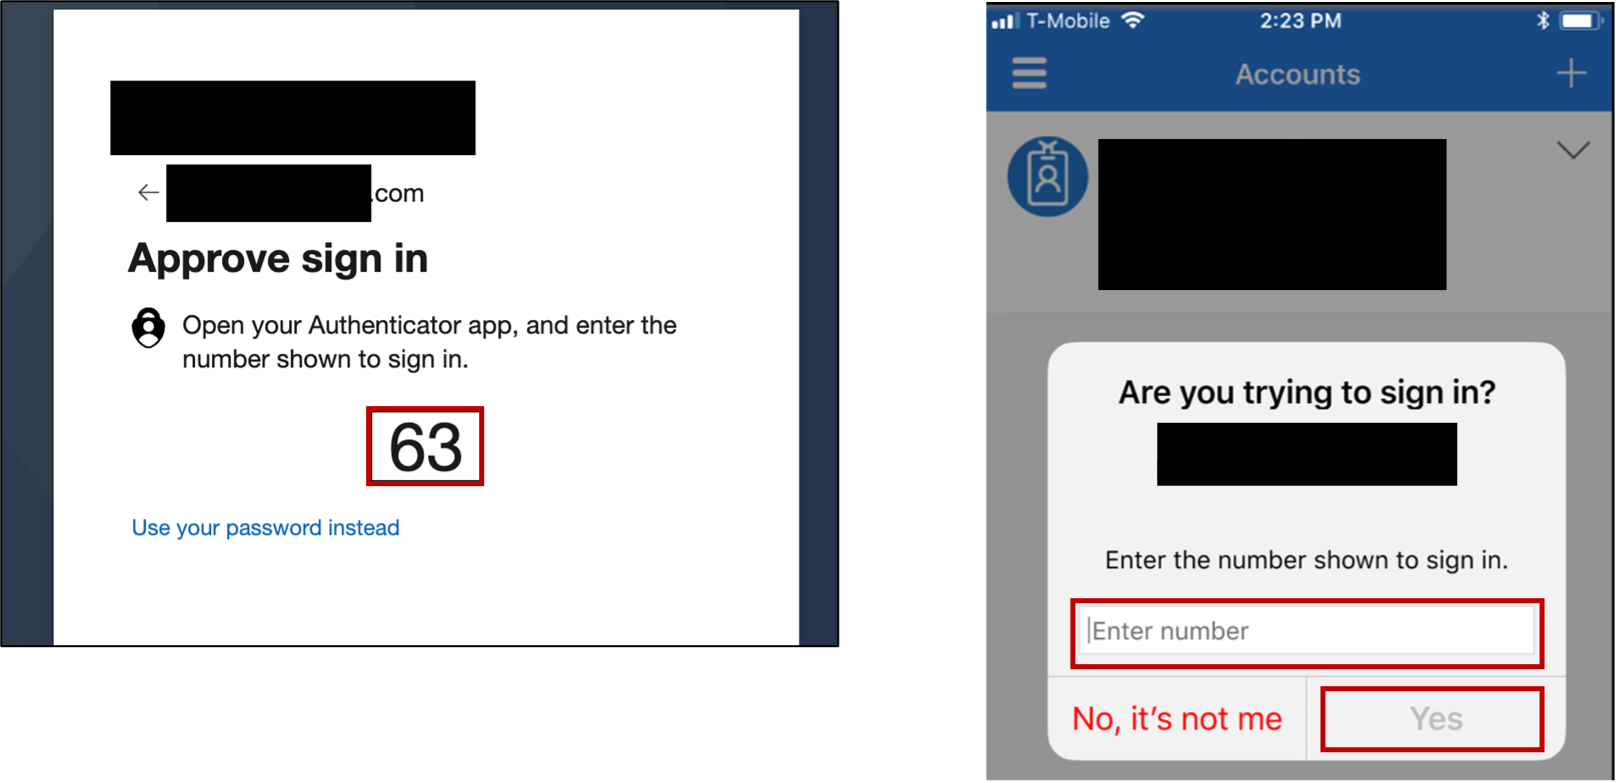 .com
Approve sign in
Open your Authenticator app, and enter the
number shown to sign in.
63
Use your password instead
T-Mobile 2:23 PM
Accounts
Are you trying to sign in?
Enter the number shown to sign in.
Enter number
No, it's not me Yes